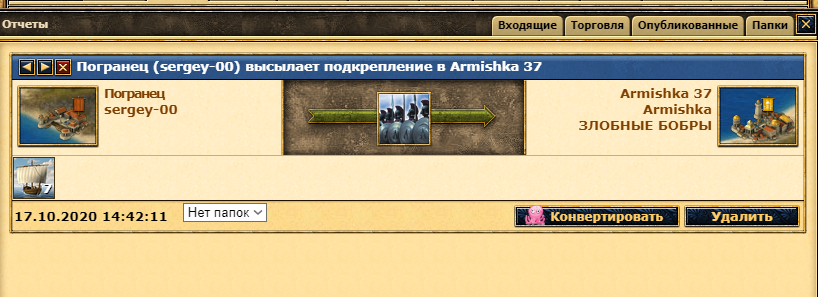 Отчеты
Входящие
Торговля
Опубликованные
Папки
Погранец (sergey-00) высылает подкрепление в Armishka 37
Погранец
sergey-00
Armishka 37
Armishka
ЗЛОБНЫЕ БОБРЫ
7
17.10.2020 14:42:11
Нет папок
Конвертировать
Удалить